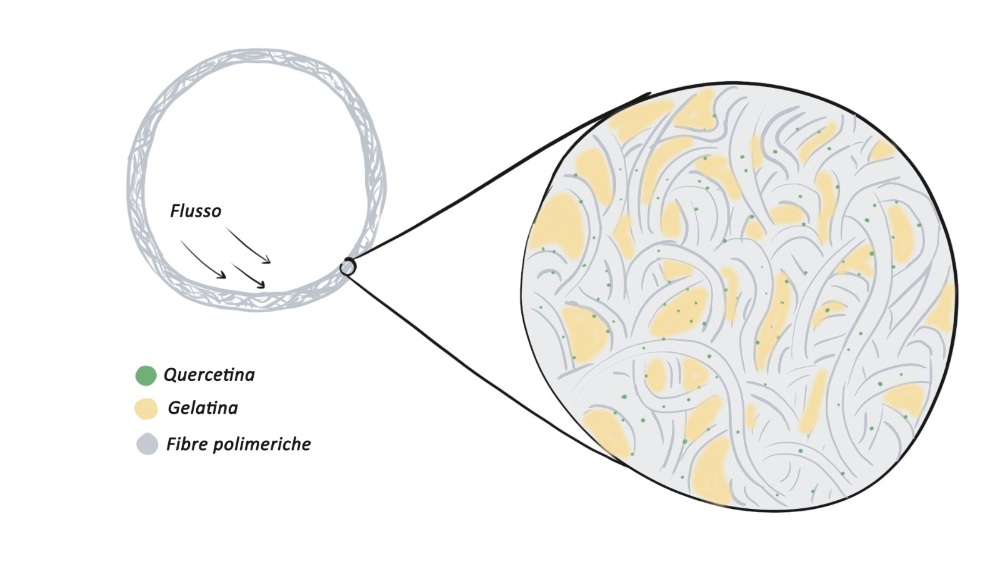 Flusso
Quercetina
Gelatina
Fibre polimeriche